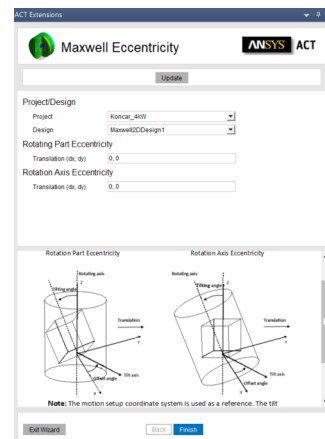 ACT Extensions
Maxwell Eccentricity
ANSYS ACT
Update
Project/Design
Project Koncar_4kW
Design Maxwell2DDesign1
Rotating Part Eccentricity
Translation (dx, dy) 0, 0
Rotation Axis Eccentricity
Translation (dx, dy) 0, 0
Rotation Part Eccentricity Rotation Axis Eccentricity
Rotating axis Rotating axis
Z Z
Tilting angle Tilting angle
Translation Translation
Y Y
Tilt axis Tilt axis
Offset angle Offset angle
X X
Note: The motion setup coordinate system is used as a reference. The tilt
Exit Wizard Back Finish